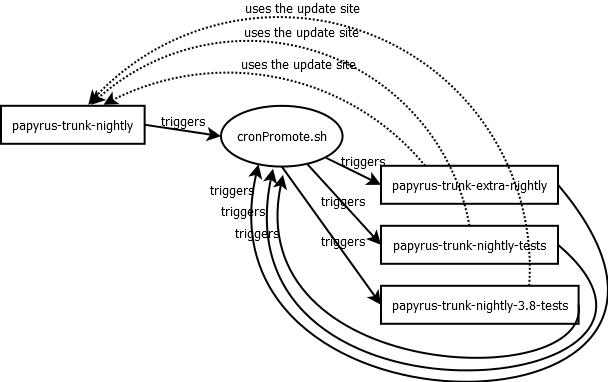 uses the update site
uses the update site
uses the update site
papyrus-trunk-nightly
triggers
cronPromote.sh
triggers
papyrus-trunk-extra-nightly
triggers
triggers
triggers
papyrus-trunk-nightly-tests
triggers
triggers
papyrus-trunk-nightly-3.8-tests